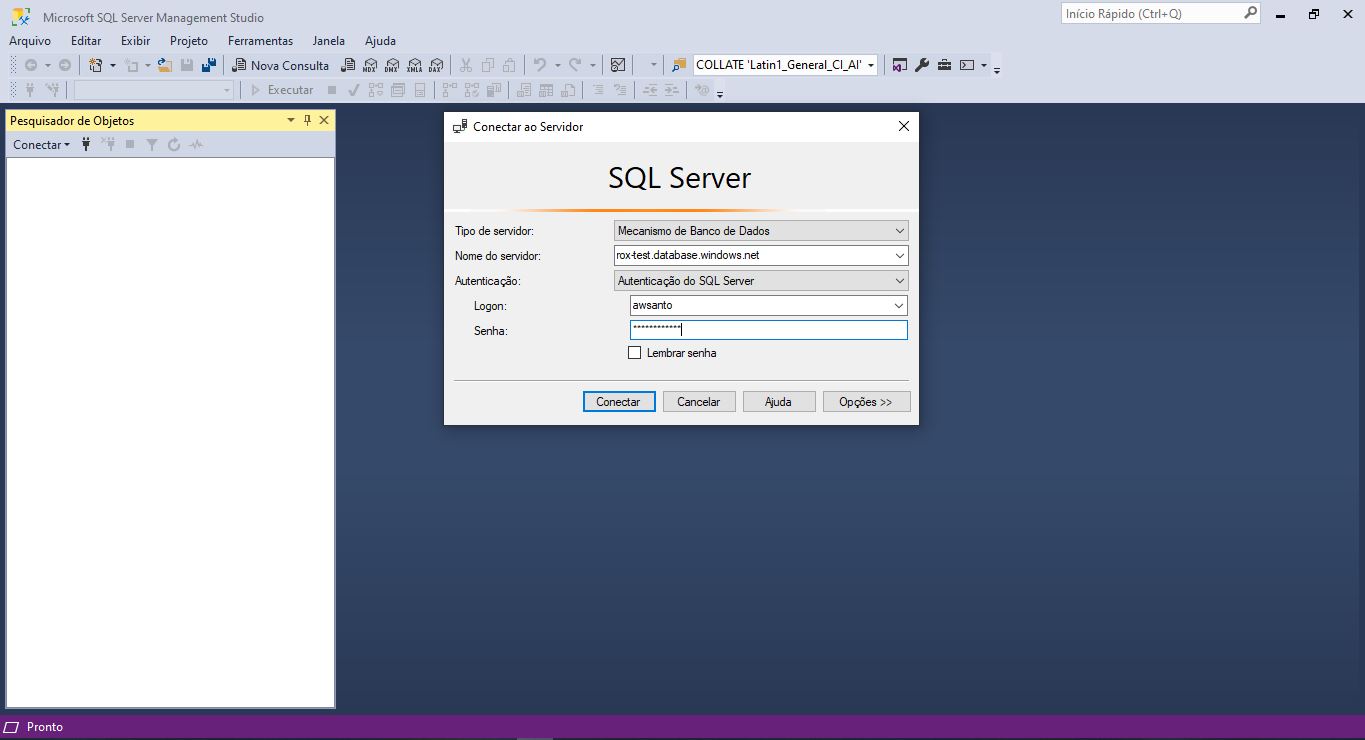 Microsoft SQL Server Management Studio
Início Rápido (Ctrl+Q)
Arquivo Editar Exibir Projeto Ferramentas Janela Ajuda
Nova Consulta MDX DMX XMLA DAX COLLATE 'Latin1_General_CI_AI'
Executar
Pesquisador de Objetos
Conectar
Conectar ao Servidor
SQL Server
Tipo de servidor: Mecanismo de Banco de Dados
Nome do servidor: rox-test.database.windows.net
Autenticação: Autenticação do SQL Server
Logon: awsanto
Senha: ************
Lembrar senha
Conectar Cancelar Ajuda Opções >>
Pronto